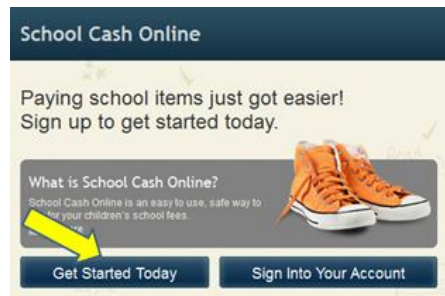 School Cash Online
Paying school items just got easier!
Sign up to get started today.
What is School Cash Online?
School Cash Online is an easy to use, safe way to
for your children's school fees.
Get Started Today
Sign Into Your Account